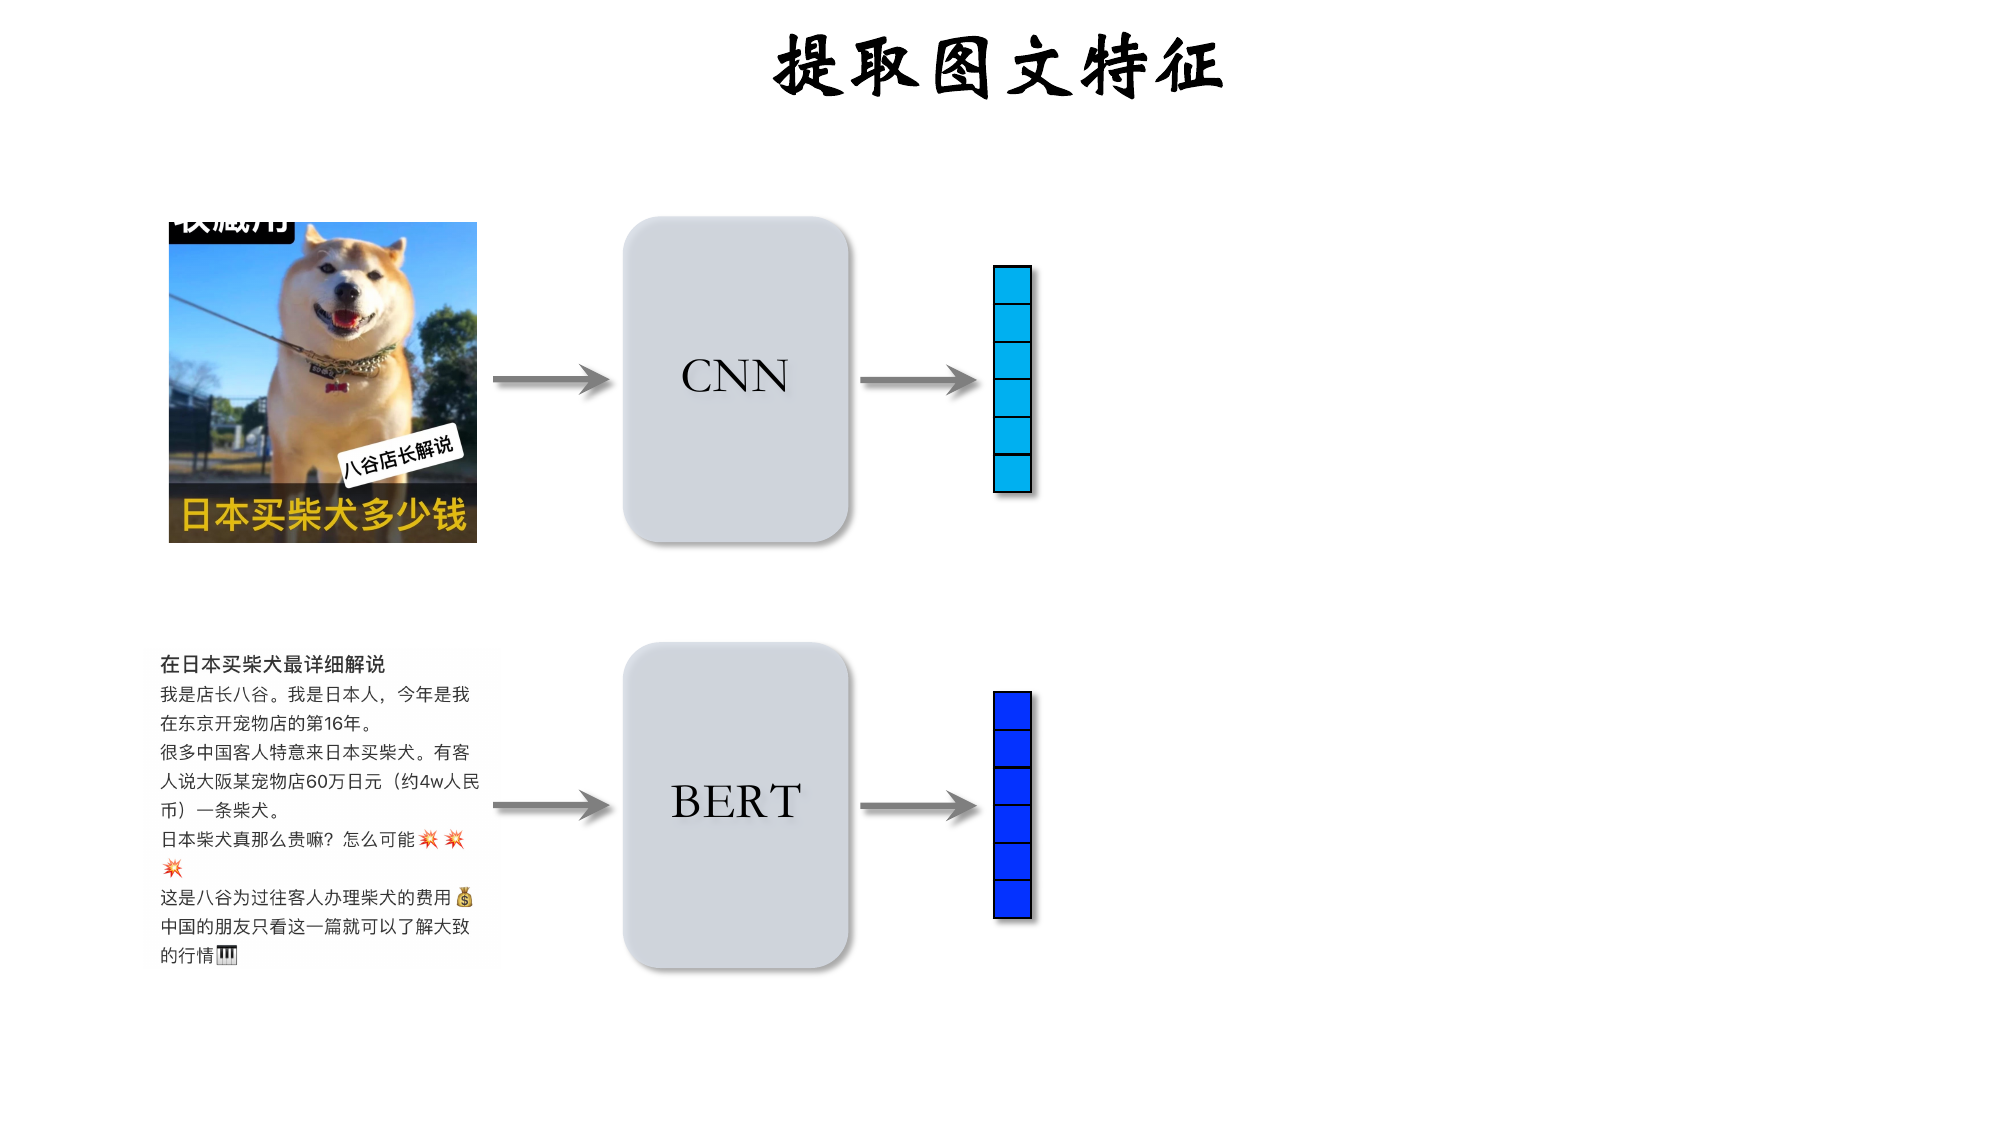 提取图文特征
收藏用
八谷店长解说
日本买柴犬多少钱
CNN
在日本买柴犬最详细解说
我是店长八谷。我是日本人，今年是我
在东京开宠物店的第16年。
很多中国客人特意来日本买柴犬。有客
人说大阪某宠物店60万日元（约4w人民
币）一条柴犬。
日本柴犬真那么贵嘛？怎么可能💥💥
💥
这是八谷为过往客人办理柴犬的费用💰
中国的朋友只看这一篇就可以了解大致
的行情🎹
BERT